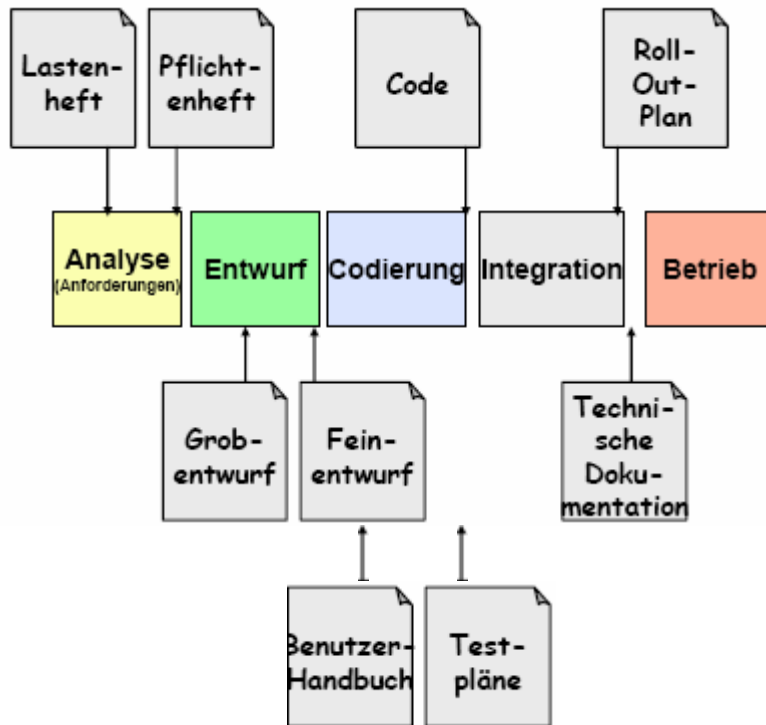 Lasten-
heft
Pflicht-
enheft
Code
Roll-
Out-
Plan
Analyse
(Anforderungen)
Entwurf
Codierung
Integration
Betrieb
Grob-
entwurf
Fein-
entwurf
Techni-
sche
Doku-
mentation
Benutzer-
Handbuch
Test-
pläne